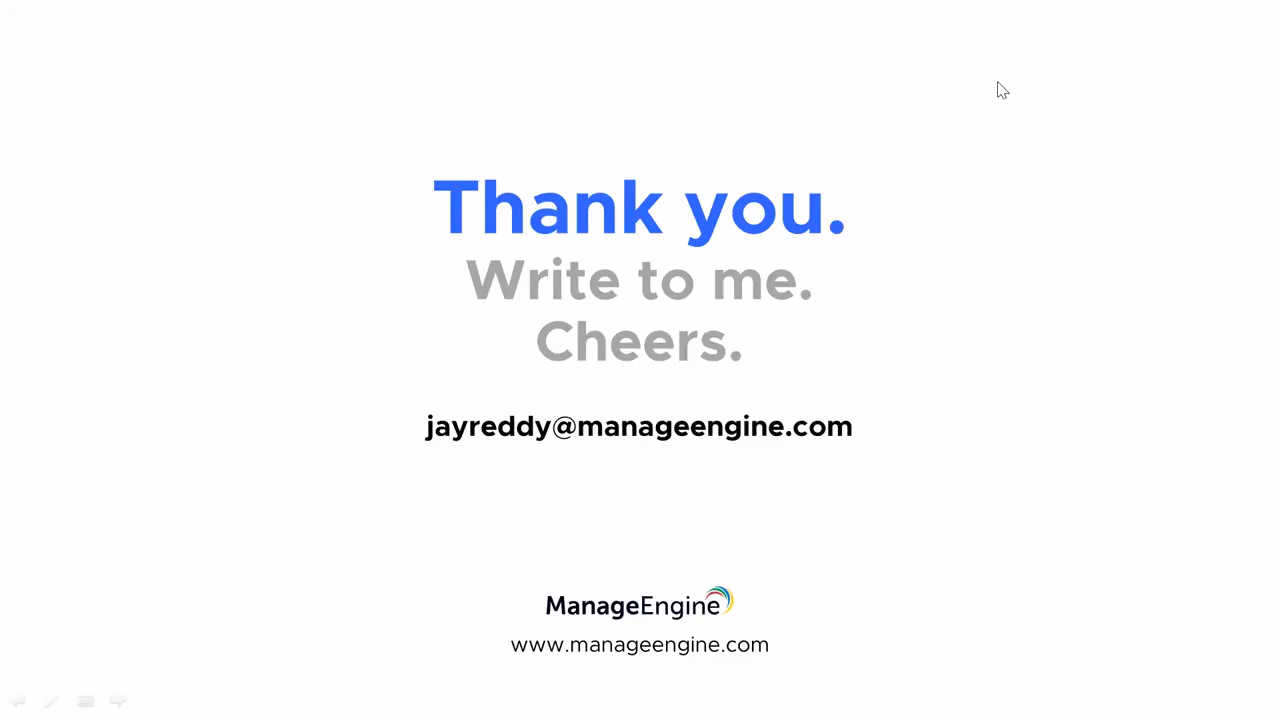 Thank you.
Write to me.
Cheers.
jayreddy@manageengine.com
ManageEngine
www.manageengine.com